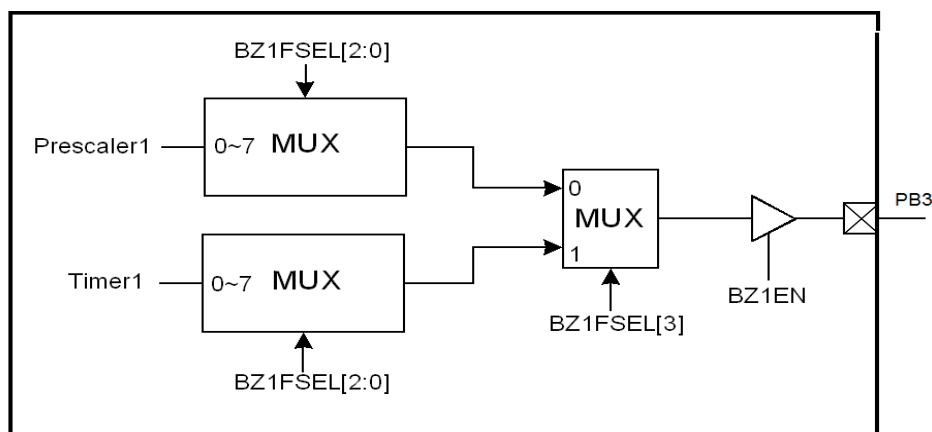 BZ1FSEL[2:0]
Prescaler1
0~7 MUX
0
MUX
1
PB3
Timer1
0~7 MUX
BZ1EN
BZ1FSEL[3]
BZ1FSEL[2:0]